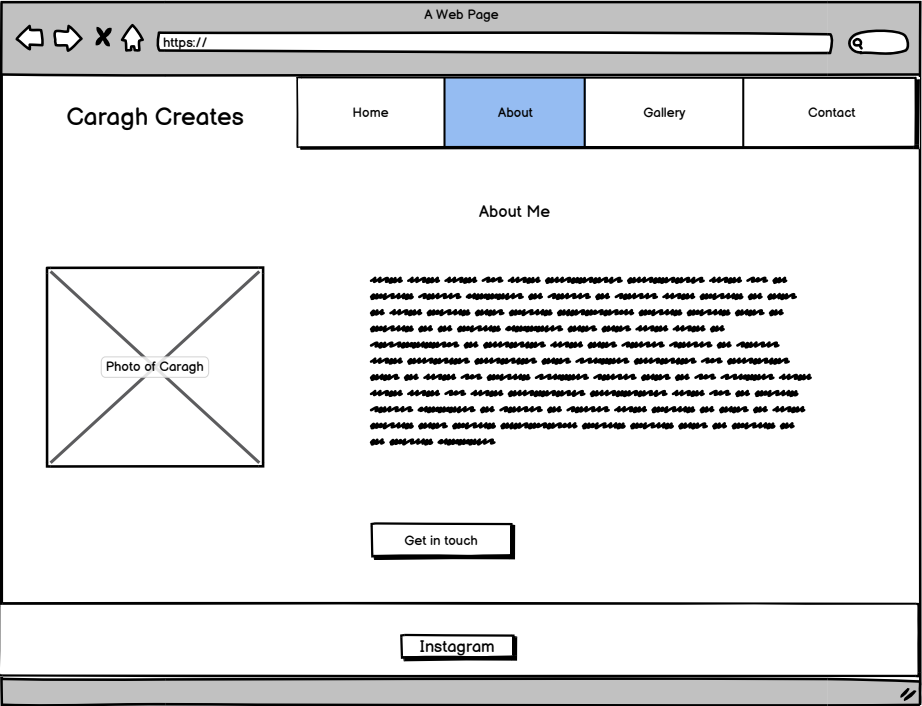 A Web Page
https://
Caragh Creates
Home
About
Gallery
Contact
About Me
Photo of Caragh
Get in touch
Instagram